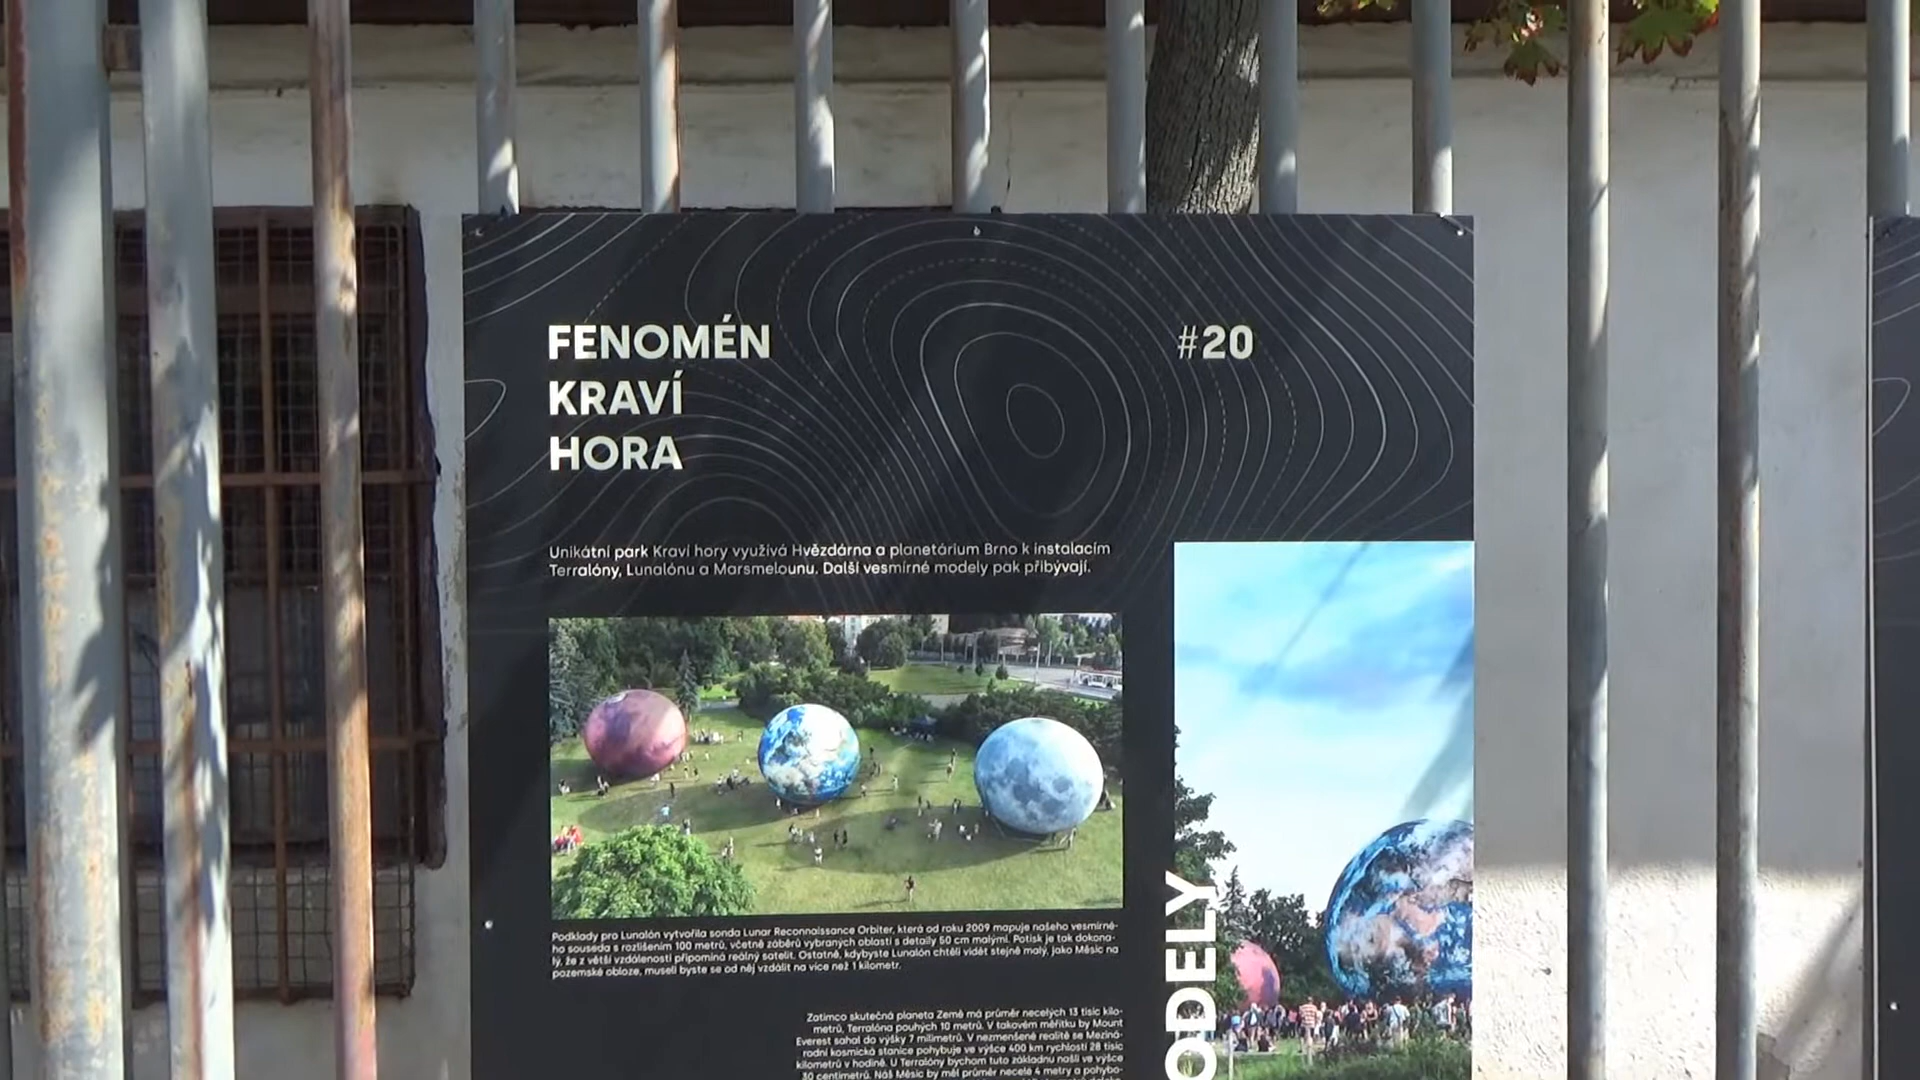 FENOMÉN
KRAVÍ
HORA
#20
Unikátní park Kraví hory využívá Hvězdárna a planetárium Brno k instalacím
Terralóny, Lunalónu a Marsmelounu. Další vesmírné modely pak přibývají.
Podklady pro Lunalón vytvořila sonda Lunar Reconnaissance Orbiter, která od roku 2009 mapuje našeho vesmírné-
ho souseda s rozlišením 100 metrů, včetně záběrů vybraných oblastí s detaily 50 cm malými. Potisk je tak dokona-
lý, že z větší vzdálenosti připomíná reálný satelit. Ostatně, kdybyste Lunalón chtěli vidět stejně malý, jako Měsíc na
pozemské obloze, museli byste se od něj vzdálit na více než 1 kilometr.
Zatímco skutečná planeta Země má průměr necelých 13 tisíc kilo-
metrů, Terralóna pouhých 10 metrů. V takovém měřítku by Mount
Everest sahal do výšky 7 milimetrů. V nezmenšené realitě se Meziná-
rodní kosmická stanice pohybuje ve výšce 400 km rychlostí 28 tisíc
kilometrů v hodině. U Terralóny bychom tuto základnu našli ve výšce
30 centimetrů. Náš Měsíc by měl průměr necelé 4 metry a pohybo-
ODELY